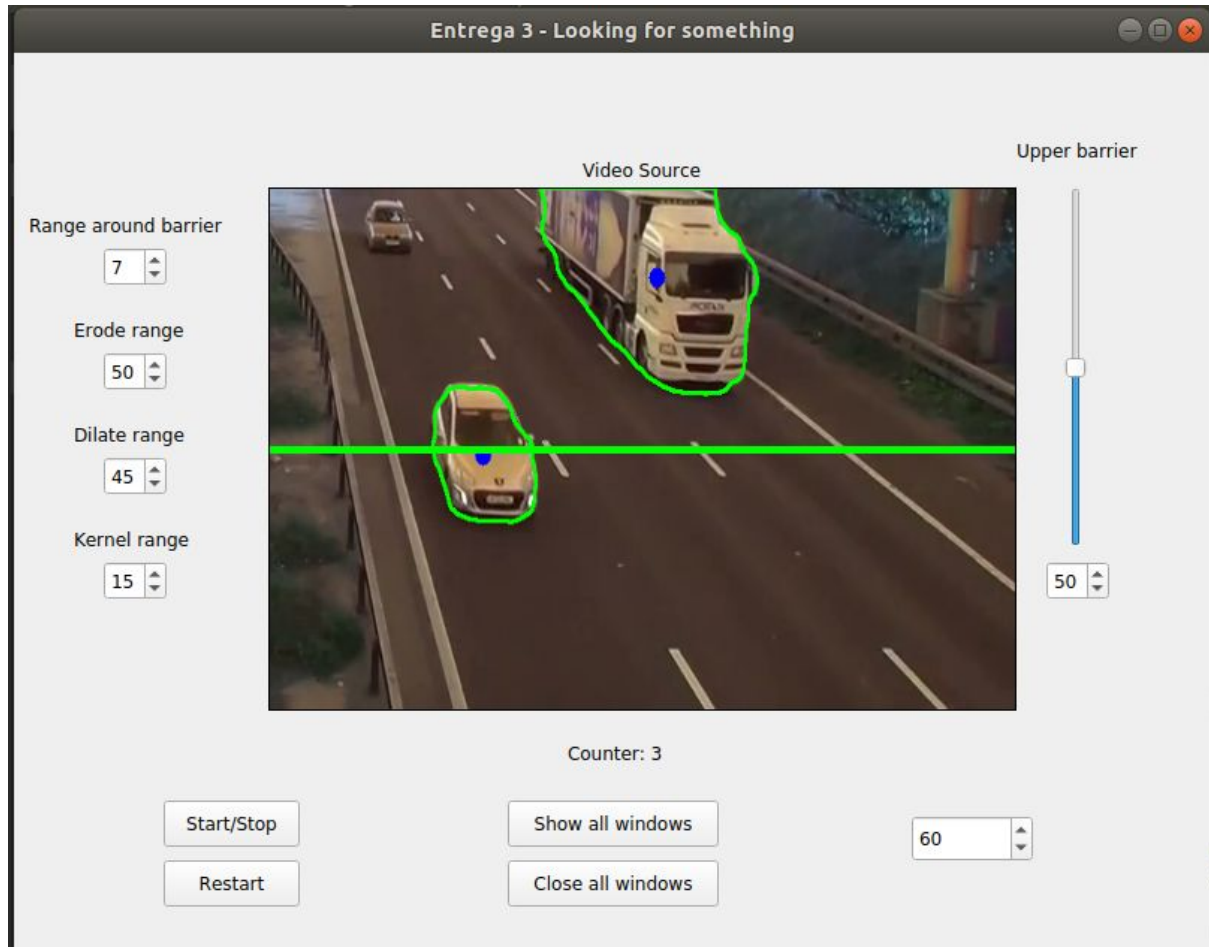 Entrega 3 - Looking for something
Upper barrier
Video Source
Range around barrier
7
Erode range
50
Dilate range
45
Kernel range
15
50
Counter: 3
Start/Stop
Show all windows
60
Restart
Close all windows